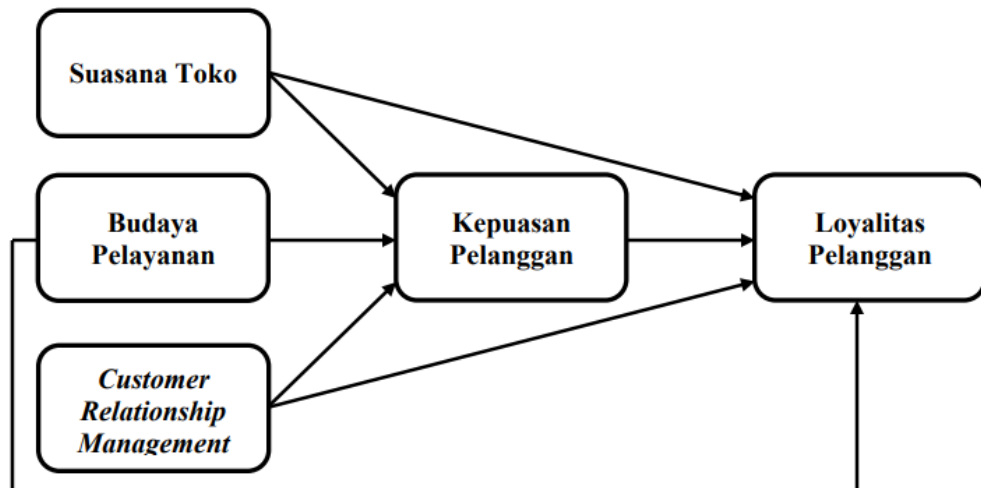 Suasana Toko
Budaya
Pelayanan
Kepuasan
Pelanggan
Loyalitas
Pelanggan
Customer
Relationship
Management